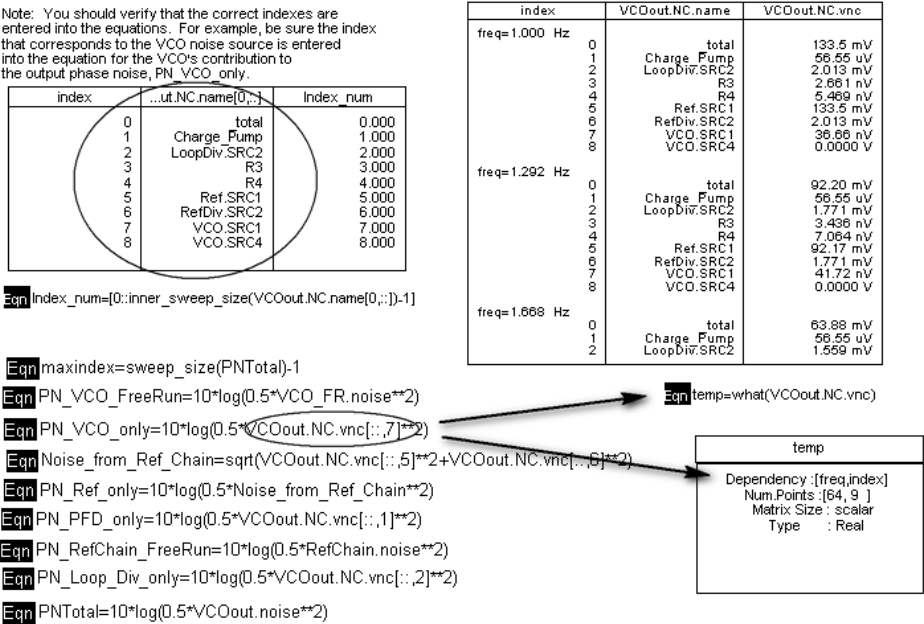 Note: You should verify that the correct indexes are
entered into the equations. For example, be sure the index
that corresponds to the VCO noise source is entered
into the equation for the VCO's contribution to
the output phase noise, PN_VCO_only.
index ...ut.NC.name[0,::] Index_num
0 total 0.000
1 Charge_Pump 1.000
2 LoopDiv.SRC2 2.000
3 R3 3.000
4 R4 4.000
5 Ref.SRC1 5.000
6 RefDiv.SRC2 6.000
7 VCO.SRC1 7.000
8 VCO.SRC4 8.000
Eqn Index_num=[0::inner_sweep_size(VCOout.NC.name[0,::])-1]
index VCOout.NC.name VCOout.NC.vnc
freq=1.000 Hz
0 total 133.5 mV
1 Charge_Pump 56.55 uV
2 LoopDiv.SRC2 2.013 mV
3 R3 2.661 nV
4 R4 5.469 nV
5 Ref.SRC1 133.5 mV
6 RefDiv.SRC2 2.013 mV
7 VCO.SRC1 36.66 nV
8 VCO.SRC4 0.0000 V
freq=1.292 Hz
0 total 92.20 mV
1 Charge_Pump 56.55 uV
2 LoopDiv.SRC2 1.771 mV
3 R3 3.436 nV
4 R4 7.064 nV
5 Ref.SRC1 92.17 mV
6 RefDiv.SRC2 1.771 mV
7 VCO.SRC1 41.72 nV
8 VCO.SRC4 0.0000 V
freq=1.668 Hz
0 total 63.88 mV
1 Charge_Pump 56.55 uV
2 LoopDiv.SRC2 1.559 mV
Eqn maxindex=sweep_size(PNTotal)-1
Eqn PN_VCO_FreeRun=10*log(0.5*VCO_FR.noise**2)
Eqn PN_VCO_only=10*log(0.5*VCOout.NC.vnc[::,7]**2)
Eqn Noise_from_Ref_Chain=sqrt(VCOout.NC.vnc[::,5]**2+VCOout.NC.vnc[::,6]**2)
Eqn PN_Ref_only=10*log(0.5*Noise_from_Ref_Chain**2)
Eqn PN_PFD_only=10*log(0.5*VCOout.NC.vnc[::,1]**2)
Eqn PN_RefChain_FreeRun=10*log(0.5*RefChain.noise**2)
Eqn PN_Loop_Div_only=10*log(0.5*VCOout.NC.vnc[::,2]**2)
Eqn PNTotal=10*log(0.5*VCOout.noise**2)
Eqn temp=what(VCOout.NC.vnc)
temp
Dependency :[freq,index]
Num.Points :[64, 9 ]
Matrix Size : scalar
Type : Real